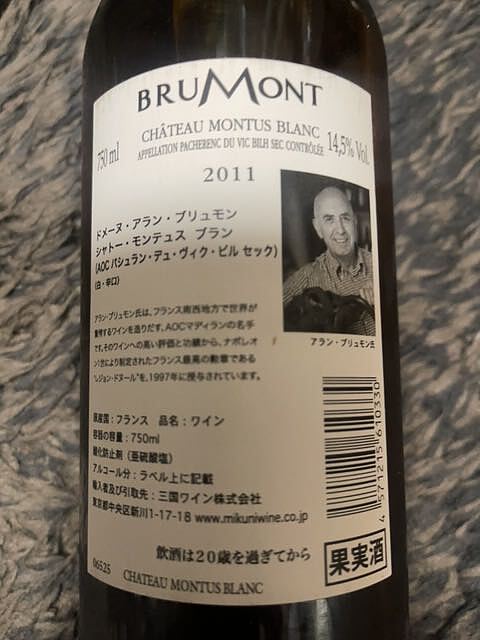 BRUMONT
CHÂTEAU MONTUS BLANC
APPELLATION PACHERENC DU VIC BILH SEC CONTRÔLÉE
750 ml
14,5% Vol.
2011
ドメーヌ・アラン・ブリュモン
シャトー・モンテュス ブラン
(AOC パシュラン・デュ・ヴィク・ビル セック)
(白・辛口)
アラン・ブリュモン氏は、フランス南西地方で世界が
賞賛するワインを造りだす、AOCマディランの名手
です。そのワインへの高い評価と功績から、ナポレオ
ン1世により制定されたフランス最高の勲章である
"レジョン・ドヌール"を、1997年に授与されています。
アラン・ブリュモン氏
原産国:フランス 品名:ワイン
容器の容量:750ml
酸化防止剤(亜硫酸塩)
アルコール分:ラベル上に記載
輸入者及び引取先:三国ワイン株式会社
東京都中央区新川1-17-18 www.mikuniwine.co.jp
4 571215 610330
飲酒は20歳を過ぎてから
果実酒
06525
CHATEAU MONTUS BLANC